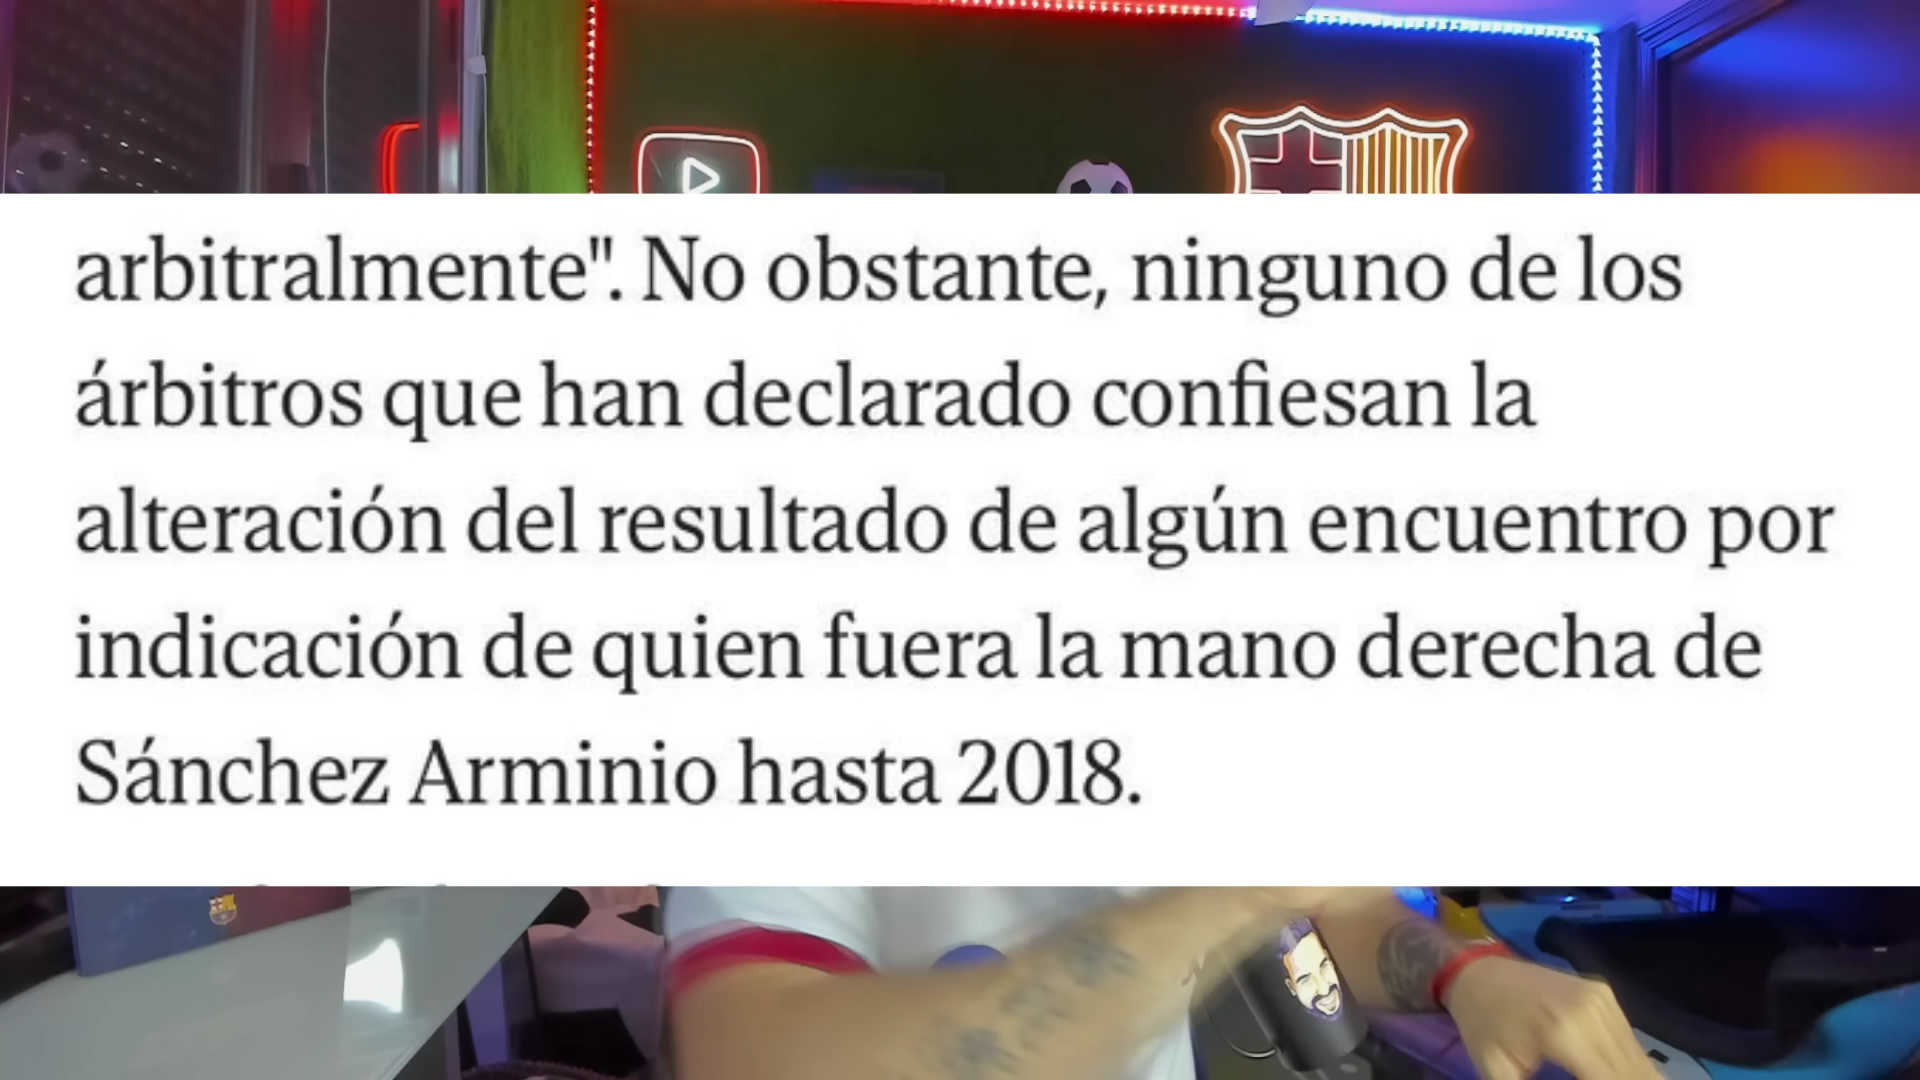 arbitralmente". No obstante, ninguno de los
árbitros que han declarado confiesan la
alteración del resultado de algún encuentro por
indicación de quien fuera la mano derecha de
Sánchez Arminio hasta 2018.